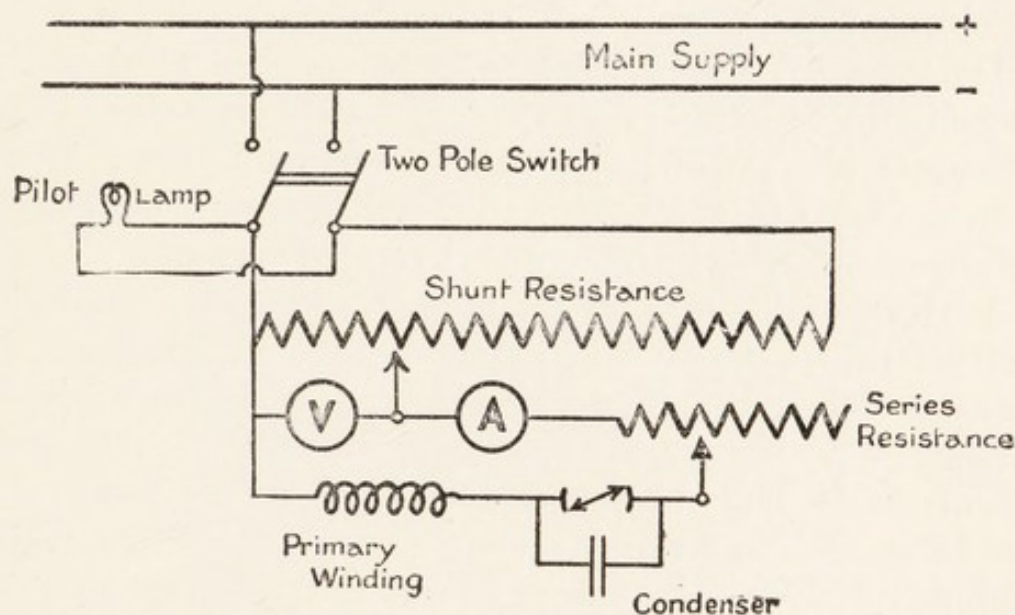 +
Main Supply
−
Two Pole Switch
Pilot Lamp
Shunt Resistance
V A
Series
Resistance
Primary
Winding
Condenser